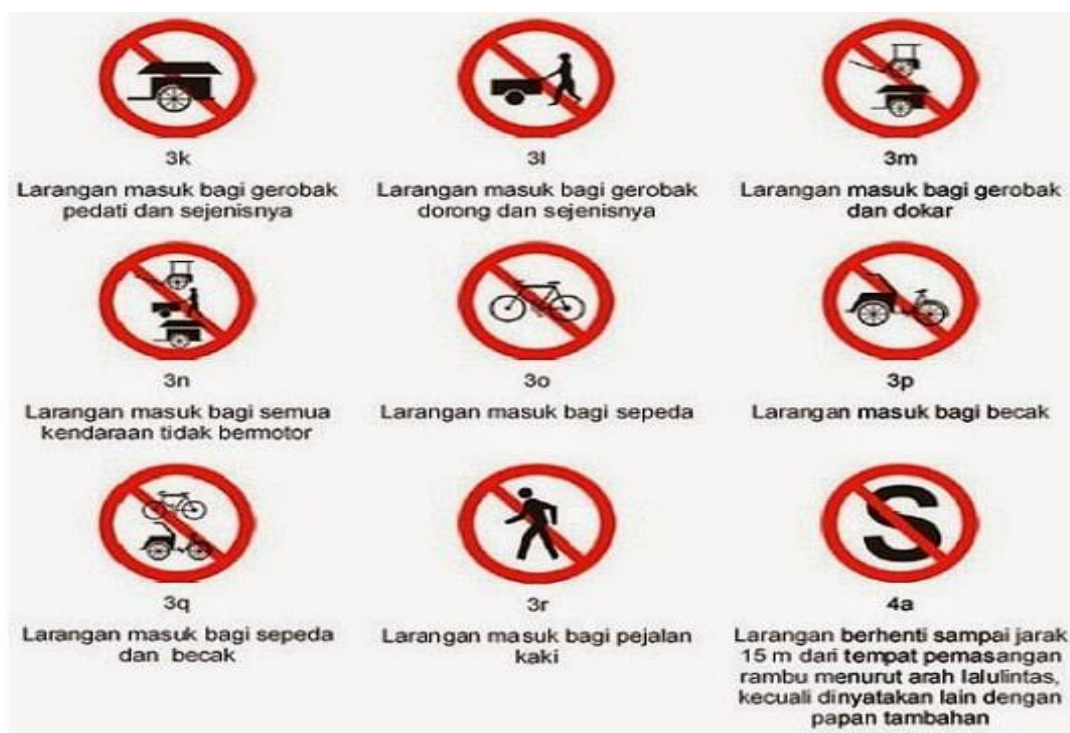 3k
Larangan masuk bagi gerobak
pedati dan sejenisnya
3l
Larangan masuk bagi gerobak
dorong dan sejenisnya
3m
Larangan masuk bagi gerobak
dan dokar
3n
Larangan masuk bagi semua
kendaraan tidak bermotor
3o
Larangan masuk bagi sepeda
3p
Larangan masuk bagi becak
3q
Larangan masuk bagi sepeda
dan becak
3r
Larangan masuk bagi pejalan
kaki
S
4a
Larangan berhenti sampai jarak
15 m dari tempat pemasangan
rambu menurut arah lalulintas,
kecuali dinyatakan lain dengan
papan tambahan